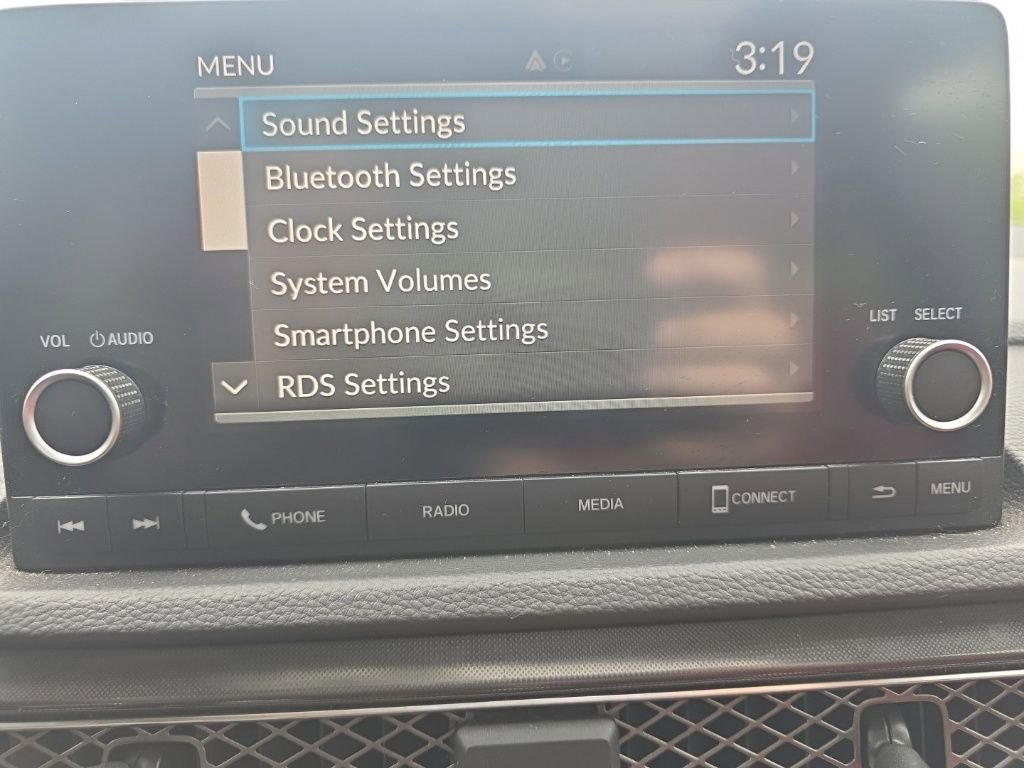 MENU 3:19
Sound Settings
Bluetooth Settings
Clock Settings
System Volumes
Smartphone Settings
RDS Settings
VOL AUDIO
LIST SELECT
PHONE RADIO MEDIA CONNECT MENU